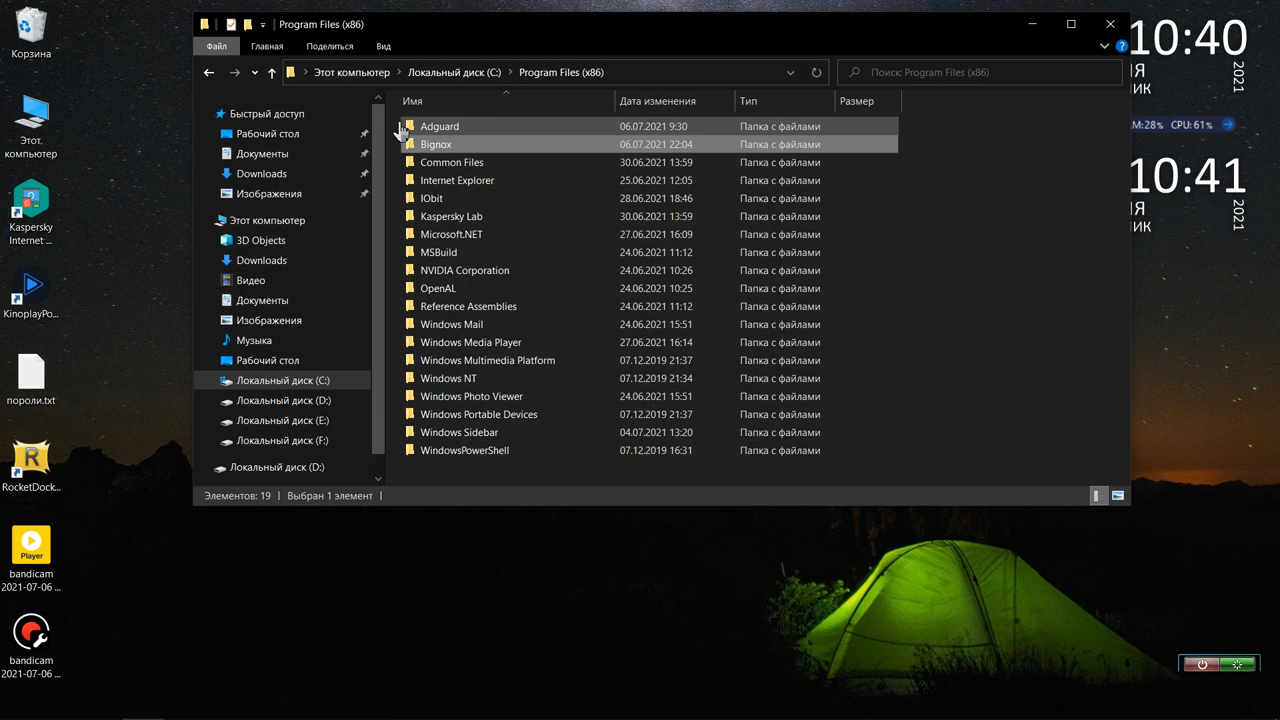 Корзина
Этот компьютер
Kaspersky Internet ...
KinoplayPo...
пороли.txt
RocketDock...
Player
bandicam 2021-07-06 ...
bandicam 2021-07-06 ...
Program Files (x86)
Файл Главная Поделиться Вид
Этот компьютер Локальный диск (C:) Program Files (x86)
Поиск: Program Files (x86)
Быстрый доступ
Рабочий стол
Документы
Downloads
Изображения
Этот компьютер
3D Objects
Downloads
Видео
Документы
Изображения
Музыка
Рабочий стол
Локальный диск (C:)
Локальный диск (D:)
Локальный диск (E:)
Локальный диск (F:)
Локальный диск (D:)
Имя Дата изменения Тип Размер
Adguard 06.07.2021 9:30 Папка с файлами
Bignox 06.07.2021 22:04 Папка с файлами
Common Files 30.06.2021 13:59 Папка с файлами
Internet Explorer 25.06.2021 12:05 Папка с файлами
IObit 28.06.2021 18:46 Папка с файлами
Kaspersky Lab 30.06.2021 13:59 Папка с файлами
Microsoft.NET 27.06.2021 16:09 Папка с файлами
MSBuild 24.06.2021 11:12 Папка с файлами
NVIDIA Corporation 24.06.2021 10:26 Папка с файлами
OpenAL 24.06.2021 10:25 Папка с файлами
Reference Assemblies 24.06.2021 11:12 Папка с файлами
Windows Mail 24.06.2021 15:51 Папка с файлами
Windows Media Player 27.06.2021 16:14 Папка с файлами
Windows Multimedia Platform 07.12.2019 21:37 Папка с файлами
Windows NT 07.12.2019 21:34 Папка с файлами
Windows Photo Viewer 24.06.2021 15:51 Папка с файлами
Windows Portable Devices 07.12.2019 21:37 Папка с файлами
Windows Sidebar 04.07.2021 13:20 Папка с файлами
WindowsPowerShell 07.12.2019 16:31 Папка с файлами
Элементов: 19 Выбран 1 элемент
10:40
2021
M:28% CPU:61%
10:41
2021